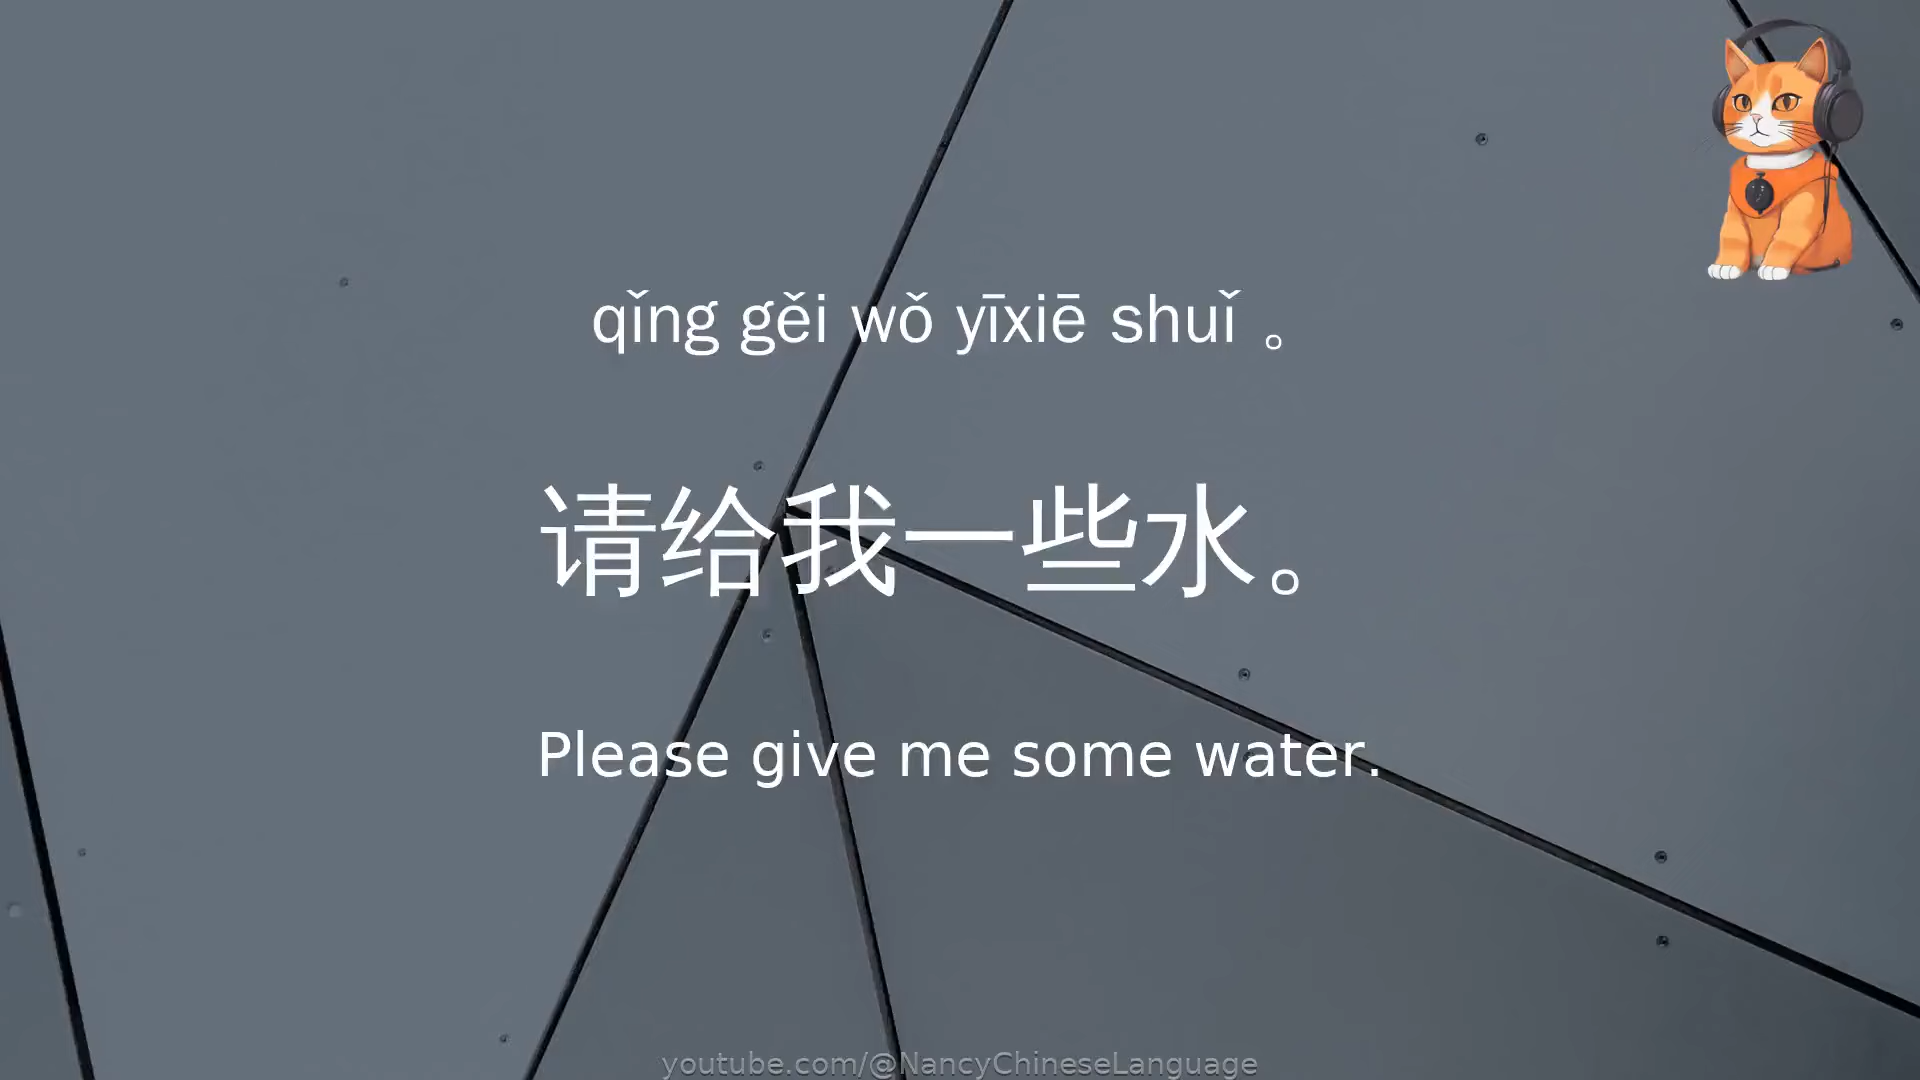 qǐng gěi wǒ yīxiē shuǐ 。
请给我一些水。
Please give me some water.
youtube.com/@NancyChineseLanguage